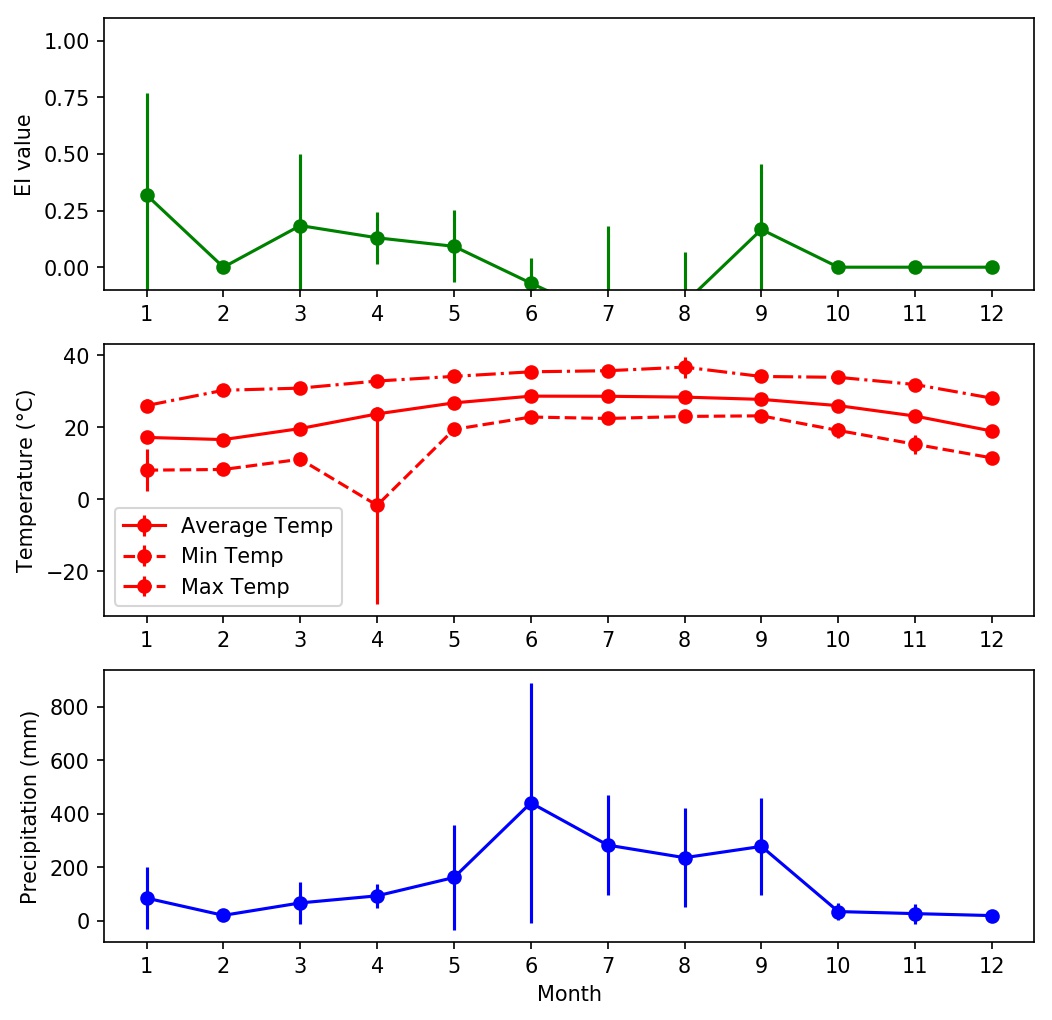 EI value
1.00
0.75
0.50
0.25
0.00
1 2 3 4 5 6 7 8 9 10 11 12
Temperature (°C)
40
20
0
−20
Average Temp
Min Temp
Max Temp
1 2 3 4 5 6 7 8 9 10 11 12
Precipitation (mm)
800
600
400
200
0
1 2 3 4 5 6 7 8 9 10 11 12
Month